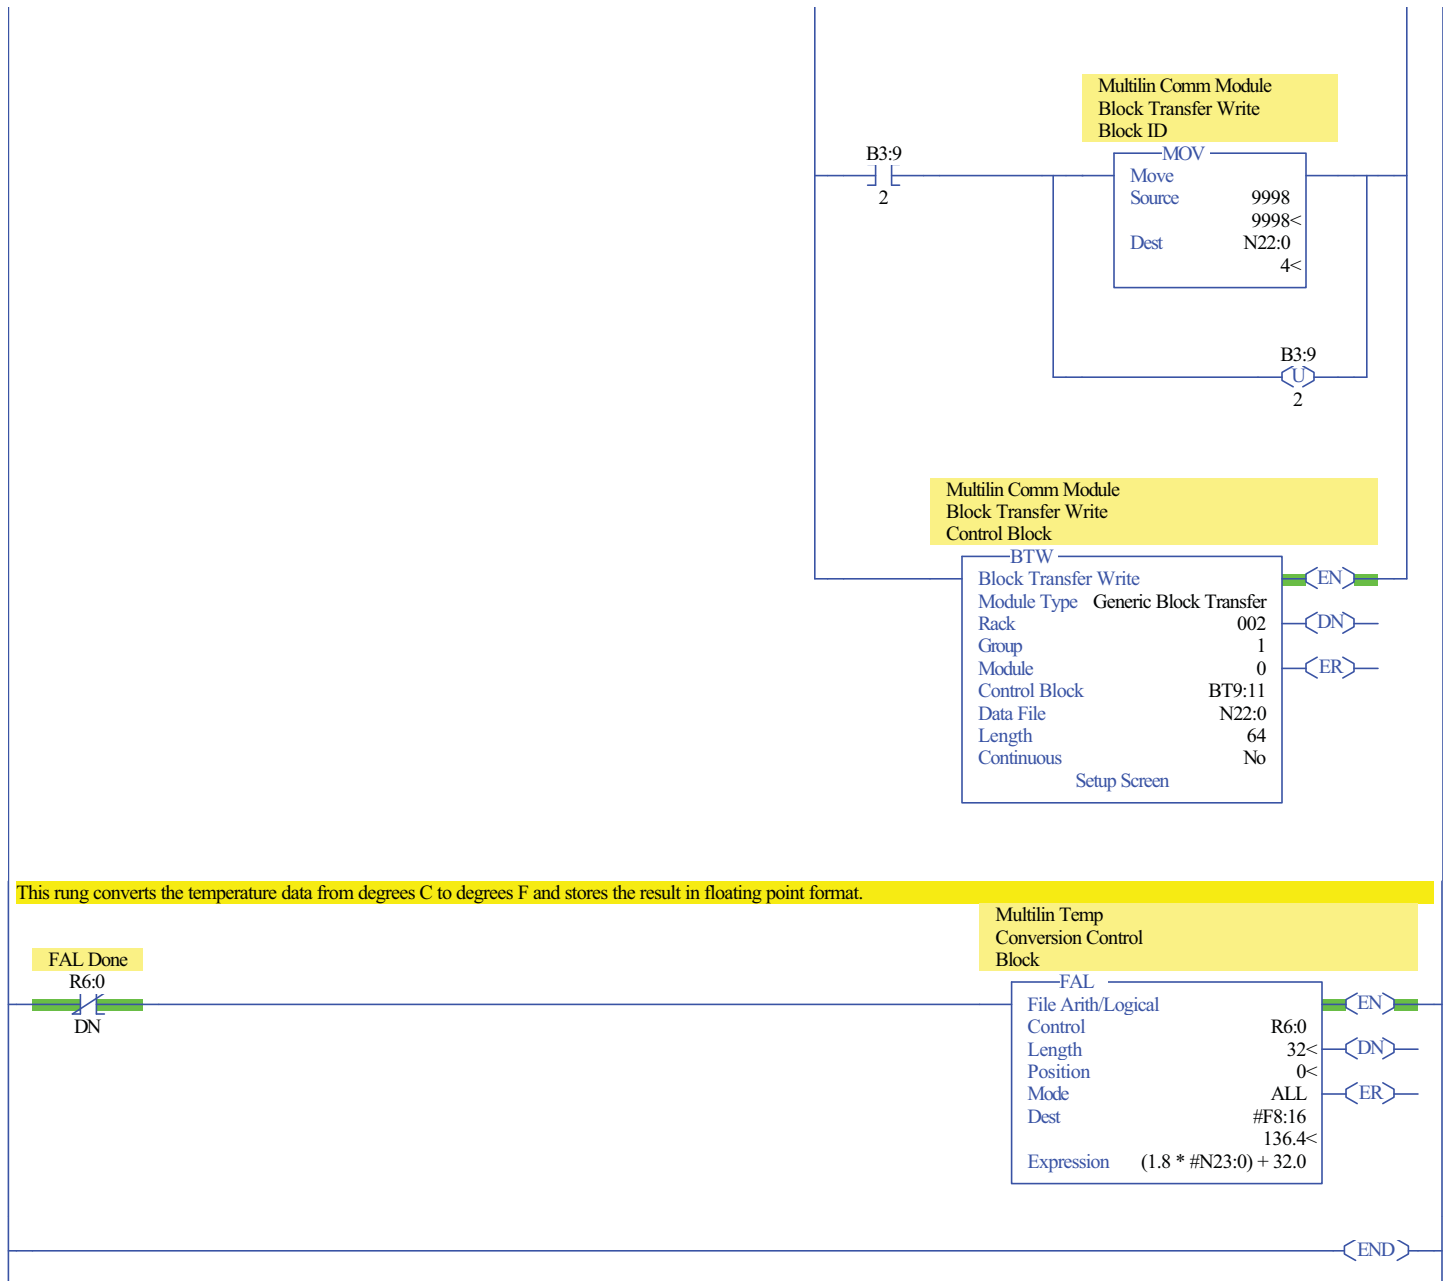 Multilin Comm Module
Block Transfer Write
Block ID
B3:9
2
MOV
Move
Source 9998
9998<
Dest N22:0
4<
B3:9
U
2
Multilin Comm Module
Block Transfer Write
Control Block
BTW
Block Transfer Write
Module Type Generic Block Transfer
Rack 002
Group 1
Module 0
Control Block BT9:11
Data File N22:0
Length 64
Continuous No
Setup Screen
EN
DN
ER
This rung converts the temperature data from degrees C to degrees F and stores the result in floating point format.
FAL Done
R6:0
DN
Multilin Temp
Conversion Control
Block
FAL
File Arith/Logical
Control R6:0
Length 32<
Position 0<
Mode ALL
Dest #F8:16
136.4<
Expression (1.8 * #N23:0) + 32.0
EN
DN
ER
END